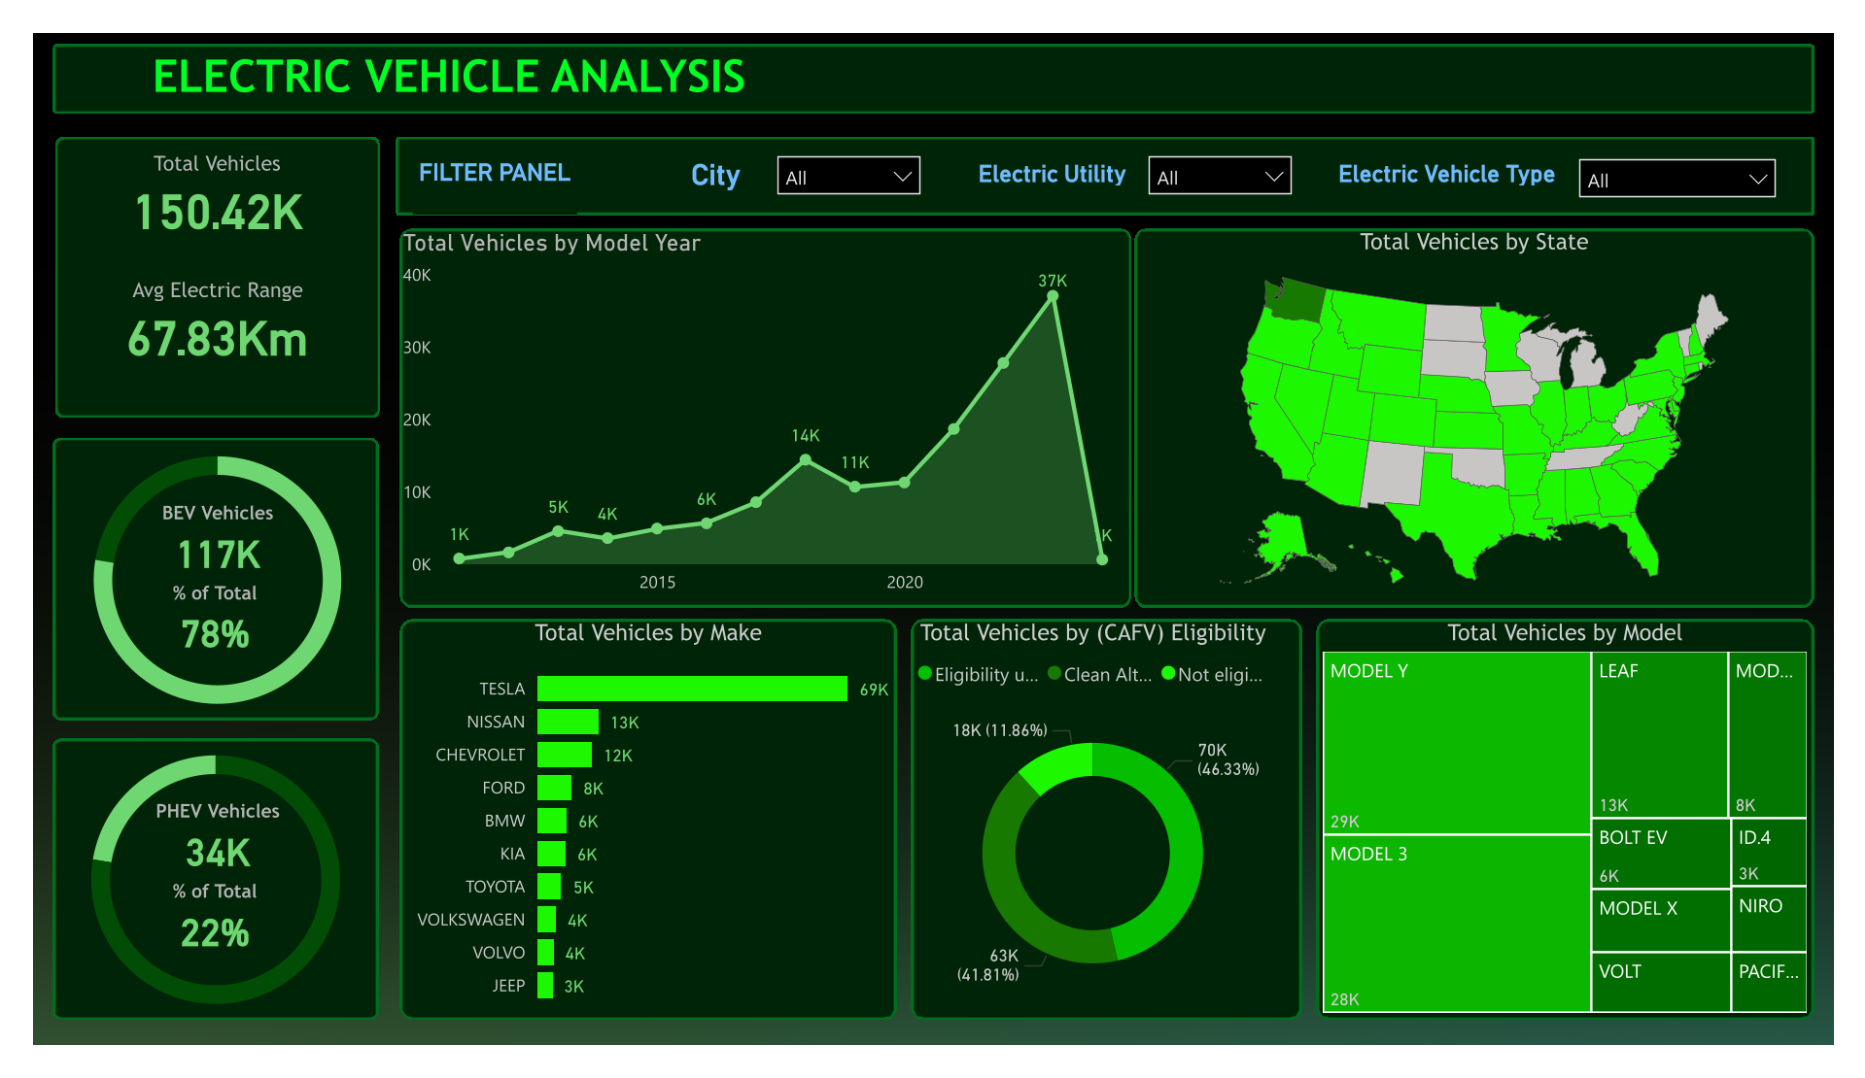 ELECTRIC VEHICLE ANALYSIS
Total Vehicles
150.42K
Avg Electric Range
67.83Km
FILTER PANEL
City
All
Electric Utility
All
Electric Vehicle Type
All
BEV Vehicles
117K
% of Total
78%
PHEV Vehicles
34K
% of Total
22%
Total Vehicles by Model Year
40K
30K
20K
10K
0K
1K
5K
4K
6K
14K
11K
37K
K
2015
2020
Total Vehicles by State
Total Vehicles by Make
TESLA 69K
NISSAN 13K
CHEVROLET 12K
FORD 8K
BMW 6K
KIA 6K
TOYOTA 5K
VOLKSWAGEN 4K
VOLVO 4K
JEEP 3K
Total Vehicles by (CAFV) Eligibility
Eligibility u... Clean Alt... Not eligi...
18K (11.86%)
70K
(46.33%)
63K
(41.81%)
Total Vehicles by Model
MODEL Y
29K
MODEL 3
28K
LEAF
13K
MOD...
8K
BOLT EV
6K
ID.4
3K
MODEL X
NIRO
VOLT
PACIF...